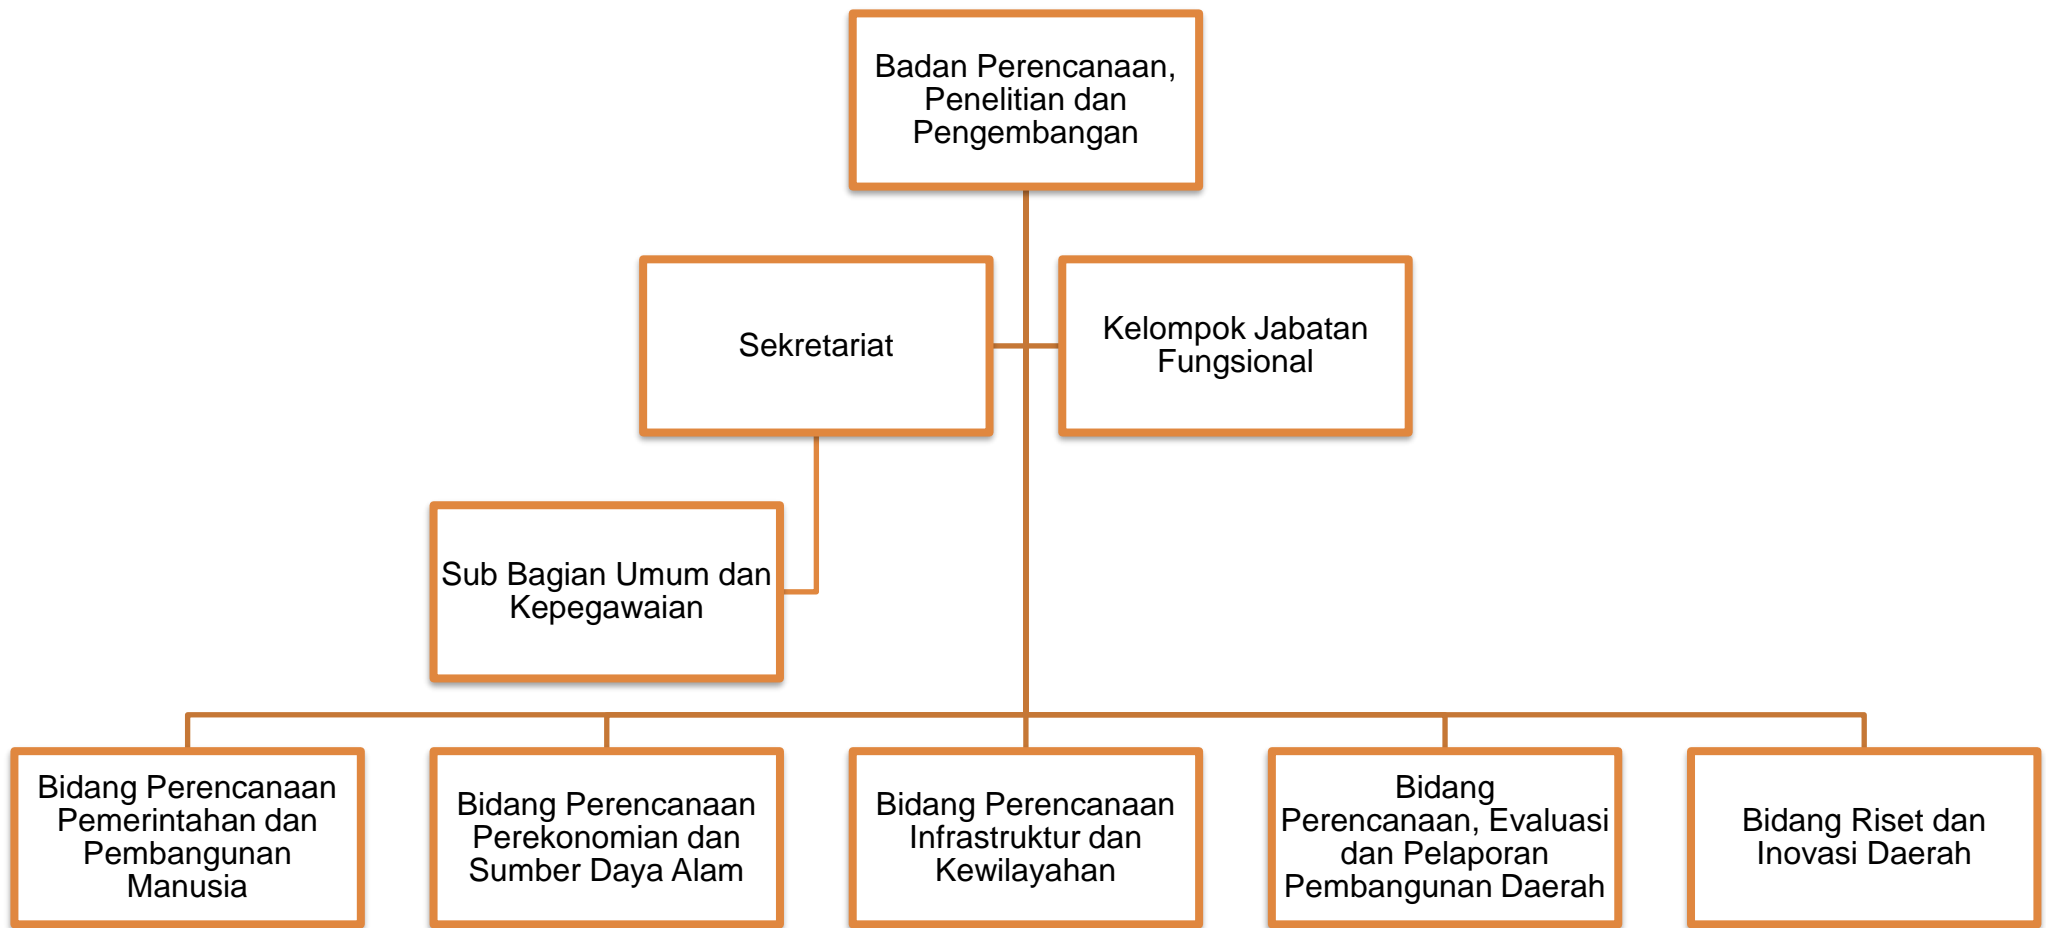 Badan Perencanaan,
Penelitian dan
Pengembangan
Sekretariat
Kelompok Jabatan
Fungsional
Sub Bagian Umum dan
Kepegawaian
Bidang Perencanaan
Pemerintahan dan
Pembangunan
Manusia
Bidang Perencanaan
Perekonomian dan
Sumber Daya Alam
Bidang Perencanaan
Infrastruktur dan
Kewilayahan
Bidang
Perencanaan, Evaluasi
dan Pelaporan
Pembangunan Daerah
Bidang Riset dan
Inovasi Daerah